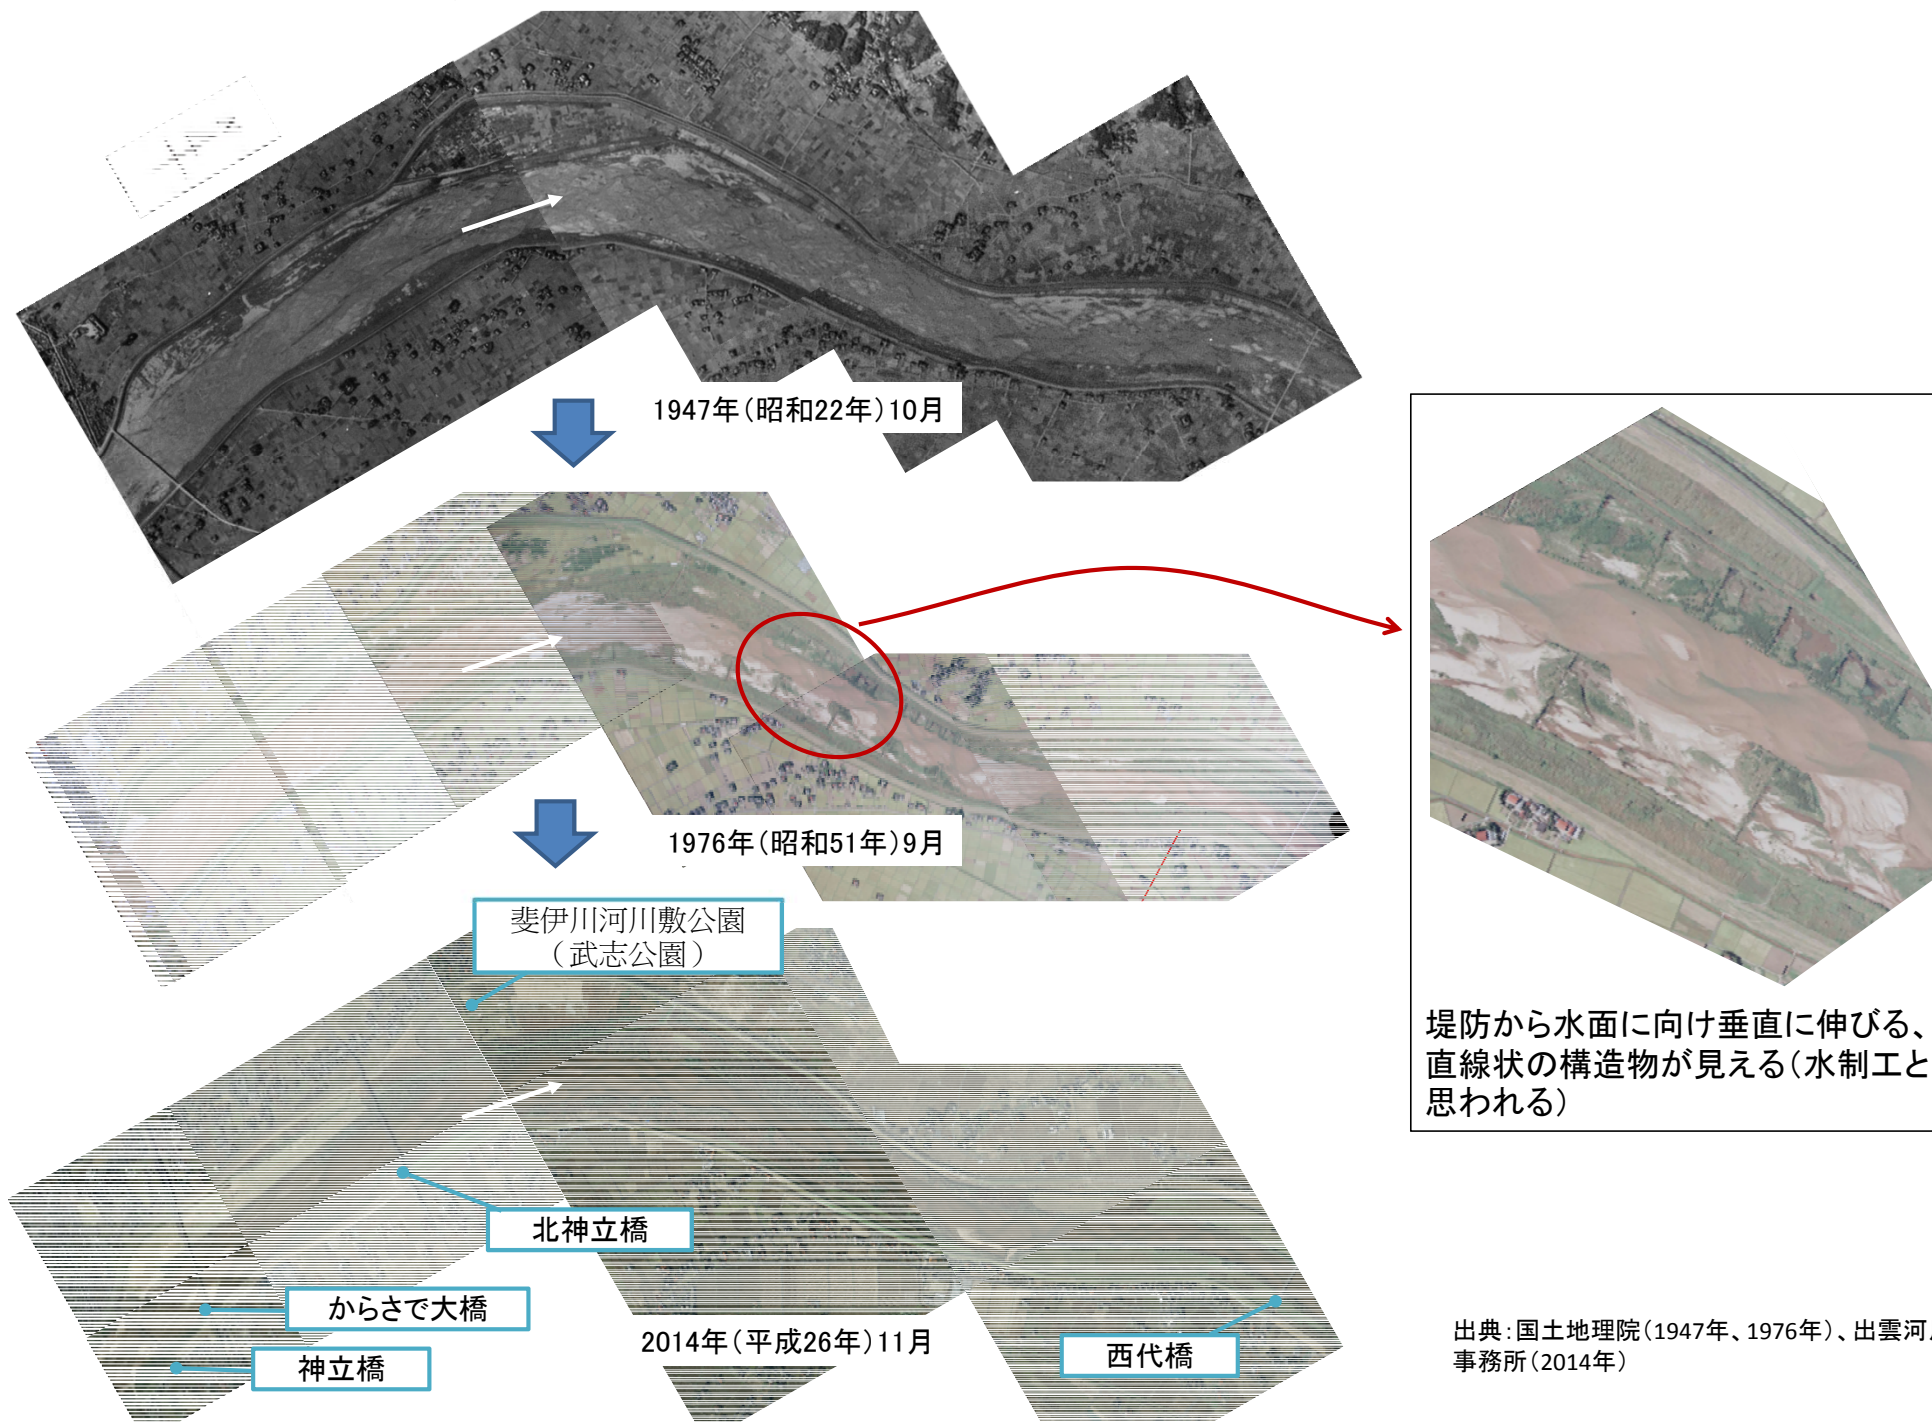 1947年(昭和22年)10月
1976年(昭和51年)9月
斐伊川河川敷公園
(武志公園)
北神立橋
からさで大橋
神立橋
2014年(平成26年)11月
西代橋
堤防から水面に向け垂直に伸びる、
直線状の構造物が見える(水制工と
思われる)
出典:国土地理院(1947年、1976年)、出雲河
事務所(2014年)